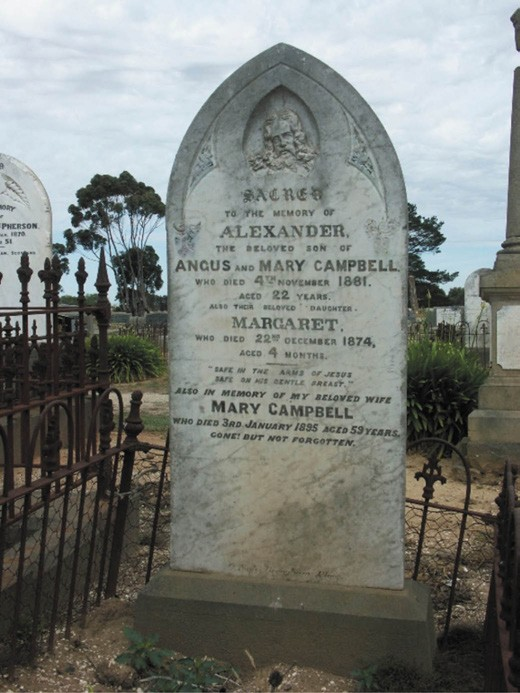 SACRED
TO THE MEMORY OF
ALEXANDER,
THE BELOVED SON OF
ANGUS AND MARY CAMPBELL.
WHO DIED 4TH NOVEMBER 1881.
AGED 22 YEARS.
ALSO THEIR BELOVED DAUGHTER.
MARGARET,
WHO DIED 22ND DECEMBER 1874,
AGED 4 MONTHS.
"SAFE IN THE ARMS OF JESUS
SAFE ON HIS GENTLE BREAST."
ALSO IN MEMORY OF MY BELOVED WIFE
MARY CAMPBELL
WHO DIED 3RD JANUARY 1895 AGED 59 YEARS.
GONE! BUT NOT FORGOTTEN.
PHERSON.
1879
51.